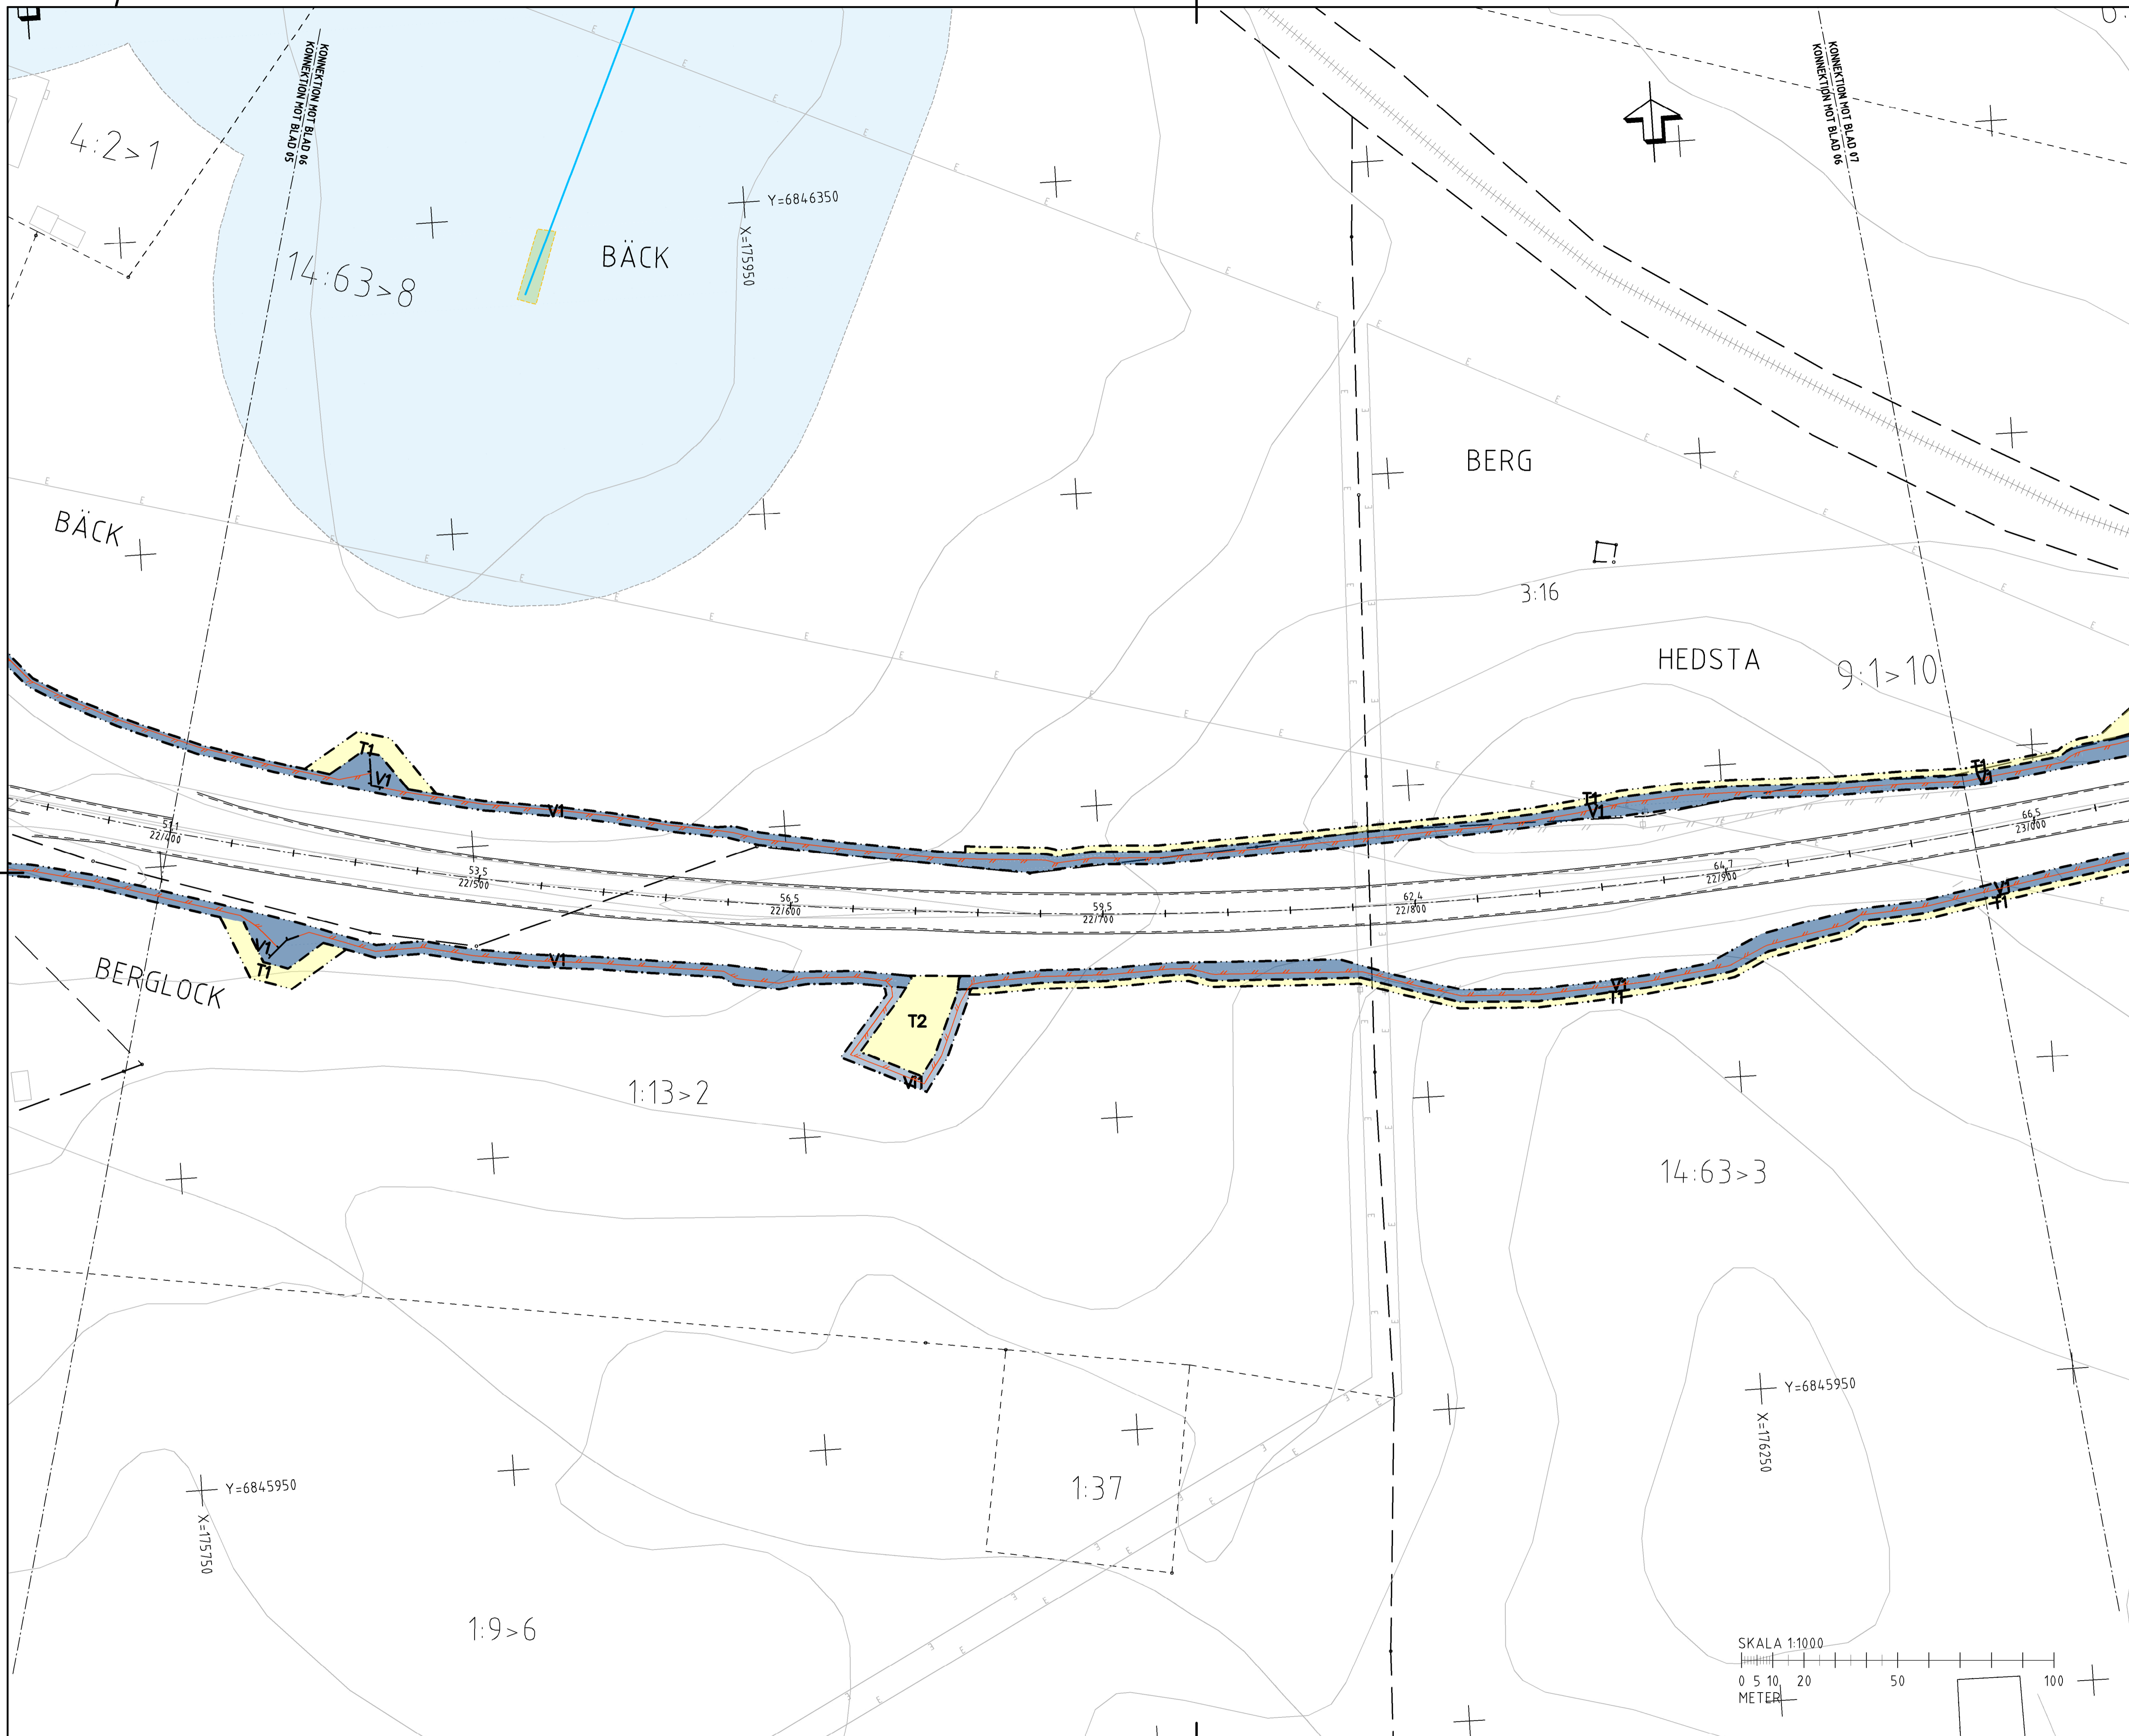 KONNEKTION MOT BLAD 06
KONNEKTION MOT BLAD 05
KONNEKTION MOT BLAD 07
KONNEKTION MOT BLAD 06
4:2>1
Y=6846350
X=175950
BÄCK
14:63>8
BERG
BÄCK
3:16
HEDSTA
9:1>10
T1
V1
V1
T1
V1
T1
V1
57,1
22/400
53,5
22/500
56,5
22/600
59,5
22/700
62,4
22/800
64,7
22/900
66,5
23/000
V1
T1
V1
T1
V1
V1
T1
BERGLOCK
T2
Vi1
1:13>2
14:63>3
Y=6845950
X=176250
1:37
Y=6845950
X=175750
1:9>6
SKALA 1:1000
0 5 10 20 50 100
METER